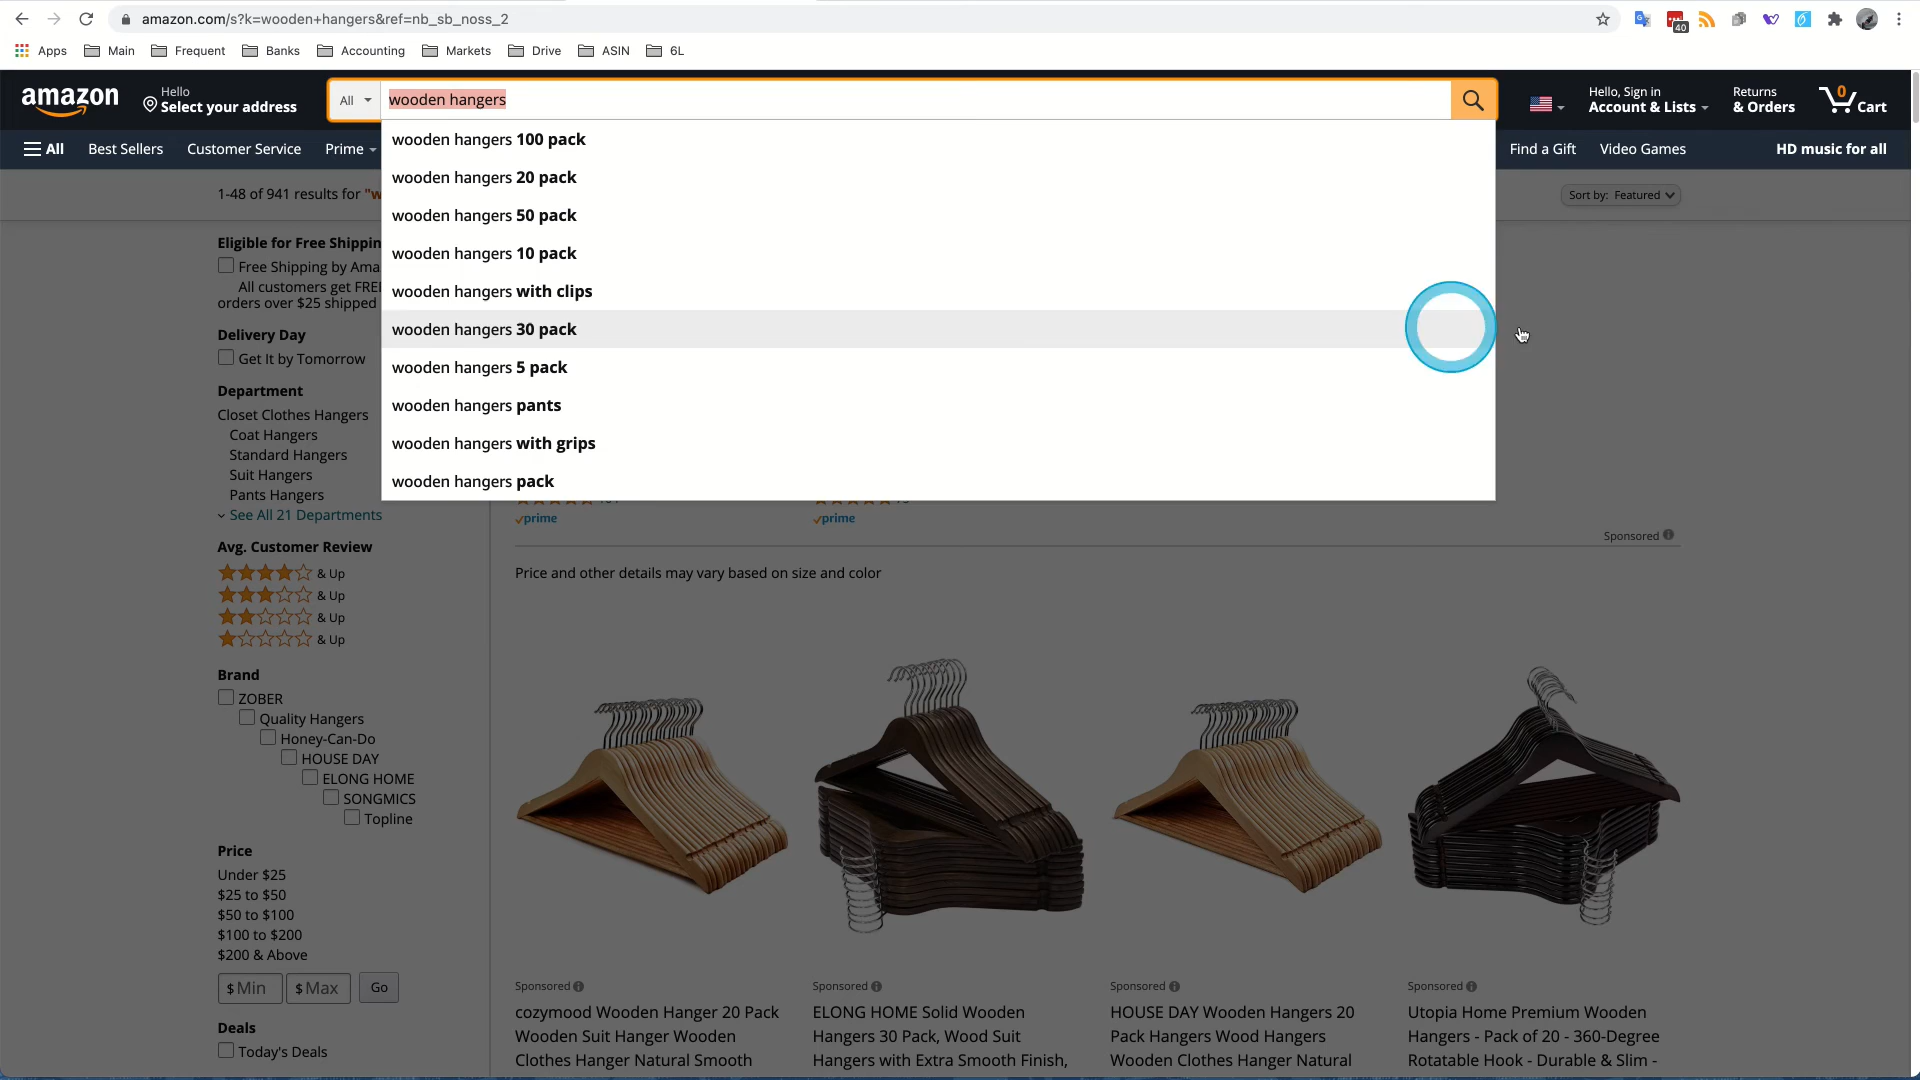 amazon.com/s?k=wooden+hangers&ref=nb_sb_noss_2
40
Apps Main Frequent Banks Accounting Markets Drive ASIN 6L
amazon
Hello
Select your address
All
wooden hangers
Hello, Sign in
Account & Lists
Returns
& Orders
0
Cart
All Best Sellers Customer Service Prime
Find a Gift Video Games
HD music for all
wooden hangers 100 pack
wooden hangers 20 pack
wooden hangers 50 pack
wooden hangers 10 pack
wooden hangers with clips
wooden hangers 30 pack
wooden hangers 5 pack
wooden hangers pants
wooden hangers with grips
wooden hangers pack
1-48 of 941 results for "w
Sort by: Featured
Eligible for Free Shippin
Free Shipping by Ama
All customers get FRE
orders over $25 shipped
Delivery Day
Get It by Tomorrow
Department
Closet Clothes Hangers
Coat Hangers
Standard Hangers
Suit Hangers
Pants Hangers
See All 21 Departments
Avg. Customer Review
& Up
& Up
& Up
& Up
Brand
ZOBER
Quality Hangers
Honey-Can-Do
HOUSE DAY
ELONG HOME
SONGMICS
Topline
Price
Under $25
$25 to $50
$50 to $100
$100 to $200
$200 & Above
$ Min $ Max Go
Deals
Today's Deals
prime
prime
Sponsored
Price and other details may vary based on size and color
Sponsored
cozymood Wooden Hanger 20 Pack
Wooden Suit Hanger Wooden
Clothes Hanger Natural Smooth
Sponsored
ELONG HOME Solid Wooden
Hangers 30 Pack, Wood Suit
Hangers with Extra Smooth Finish,
Sponsored
HOUSE DAY Wooden Hangers 20
Pack Hangers Wood Hangers
Wooden Clothes Hanger Natural
Sponsored
Utopia Home Premium Wooden
Hangers - Pack of 20 - 360-Degree
Rotatable Hook - Durable & Slim -